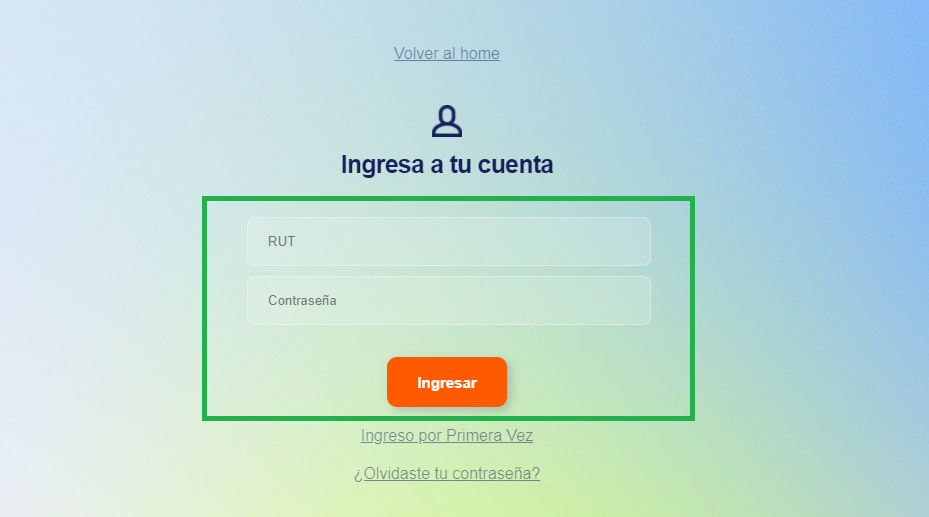 Volver al home
Ingresa a tu cuenta
RUT
Contraseña
Ingresar
Ingreso por Primera Vez
¿Olvidaste tu contraseña?